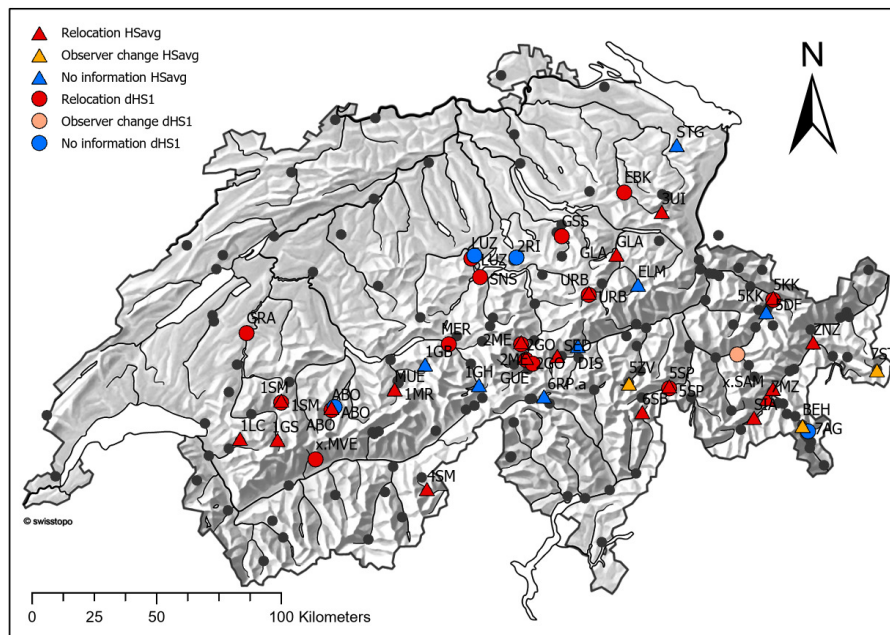 Relocation HSavg
Observer change HSavg
No information HSavg
Relocation dHS1
Observer change dHS1
No information dHS1
N
STG
EBK
3UI
GSS
GLA
GLA
LUZ
LUZ
2RI
SNS
ELM
URB
URB
5KK
5KK
5DF
GRA
MER
2ME
2GO
SED
DIS
ZNZ
1GB
2ME
2GO
GUE
5ZV
x.SAM
7ST
1SM
1SM
ABO
ABO
ABO
MUE
1MR
1GH
6RP.a
6SB
5SP
5SP
7MZ
SIA
BEH
7AG
1LC
1GS
x.MVE
4SM
© swisstopo
0 25 50 100 Kilometers